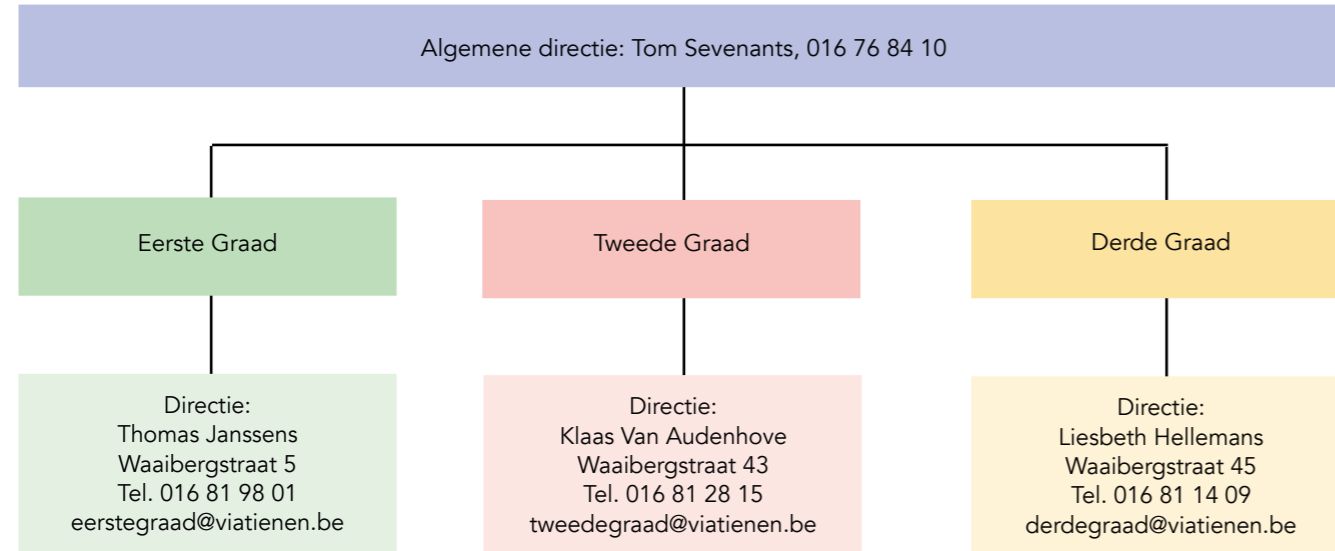 Algemene directie: Tom Sevenants, 016 76 84 10
Eerste Graad
Tweede Graad
Derde Graad
Directie:
Thomas Janssens
Waaibergstraat 5
Tel. 016 81 98 01
eerstegraad@viatienen.be
Directie:
Klaas Van Audenhove
Waaibergstraat 43
Tel. 016 81 28 15
tweedegraad@viatienen.be
Directie:
Liesbeth Hellemans
Waaibergstraat 45
Tel. 016 81 14 09
derdegraad@viatienen.be